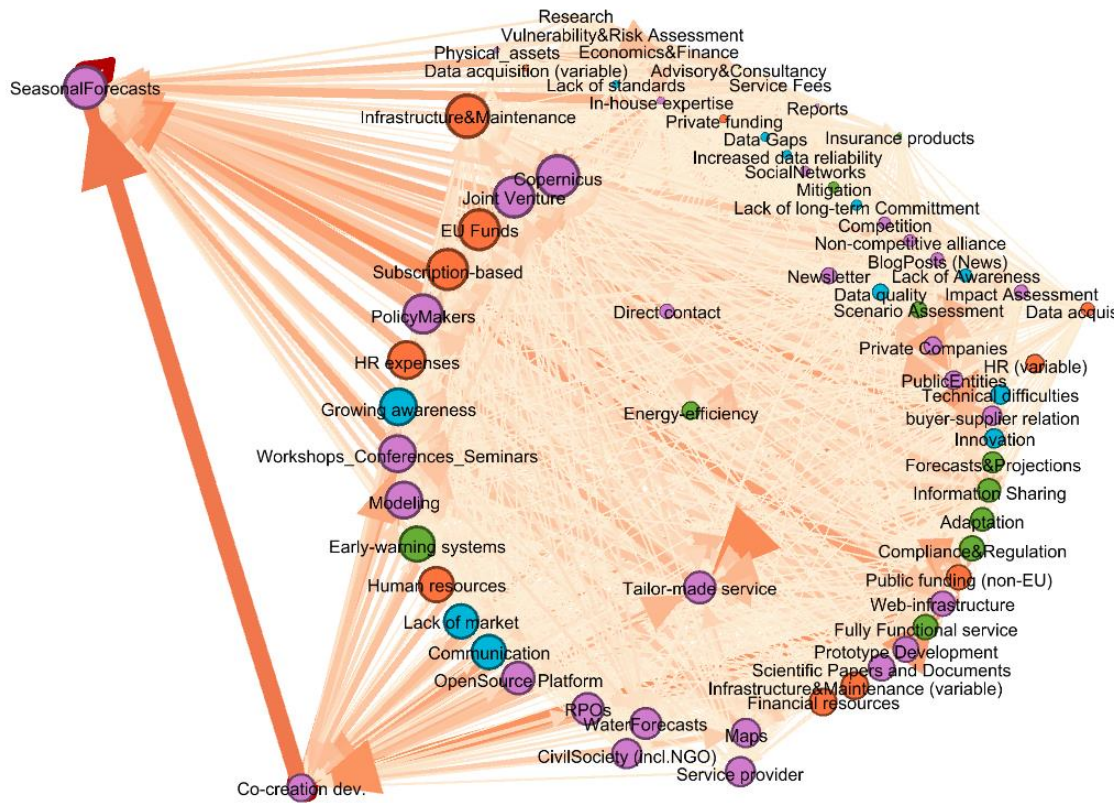 Research
Vulnerability&Risk Assessment
Physical_assets
Economics&Finance
Data acquisition (variable)
Advisory&Consultancy
SeasonalForecasts
Lack of standards
Service Fees
In-house expertise
Reports
Infrastructure&Maintenance
Private funding
Data Gaps
Insurance products
Increased data reliability
Copernicus
SocialNetworks
Joint Venture
Mitigation
Lack of long-term Committment
EU Funds
Competition
Non-competitive alliance
Subscription-based
BlogPosts (News)
Newsletter
Lack of Awareness
Data quality
Impact Assessment
PolicyMakers
Direct contact
Scenario Assessment
Data acquis
Private Companies
HR expenses
HR (variable)
PublicEntities
Technical difficulties
Growing awareness
Energy-efficiency
buyer-supplier relation
Innovation
Workshops_Conferences_Seminars
Forecasts&Projections
Modeling
Information Sharing
Adaptation
Early-warning systems
Compliance&Regulation
Human resources
Tailor-made service
Public funding (non-EU)
Web-infrastructure
Lack of market
Fully Functional service
Communication
Prototype Development
OpenSource Platform
Scientific Papers and Documents
Infrastructure&Maintenance (variable)
RPOs
Financial resources
WaterForecasts
Maps
CivilSociety (incl.NGO)
Service provider
Co-creation dev.